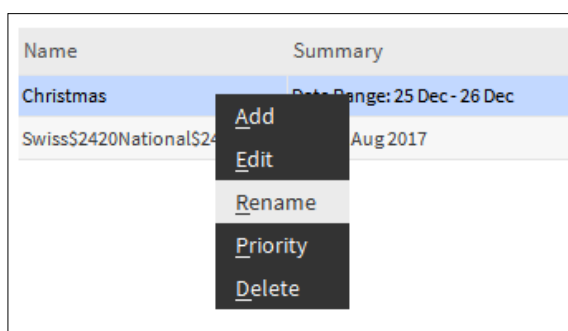 Name Summary
Christmas Date Range: 25 Dec - 26 Dec
Add
Swiss$2420National$24 Aug 2017
Edit
Rename
Priority
Delete